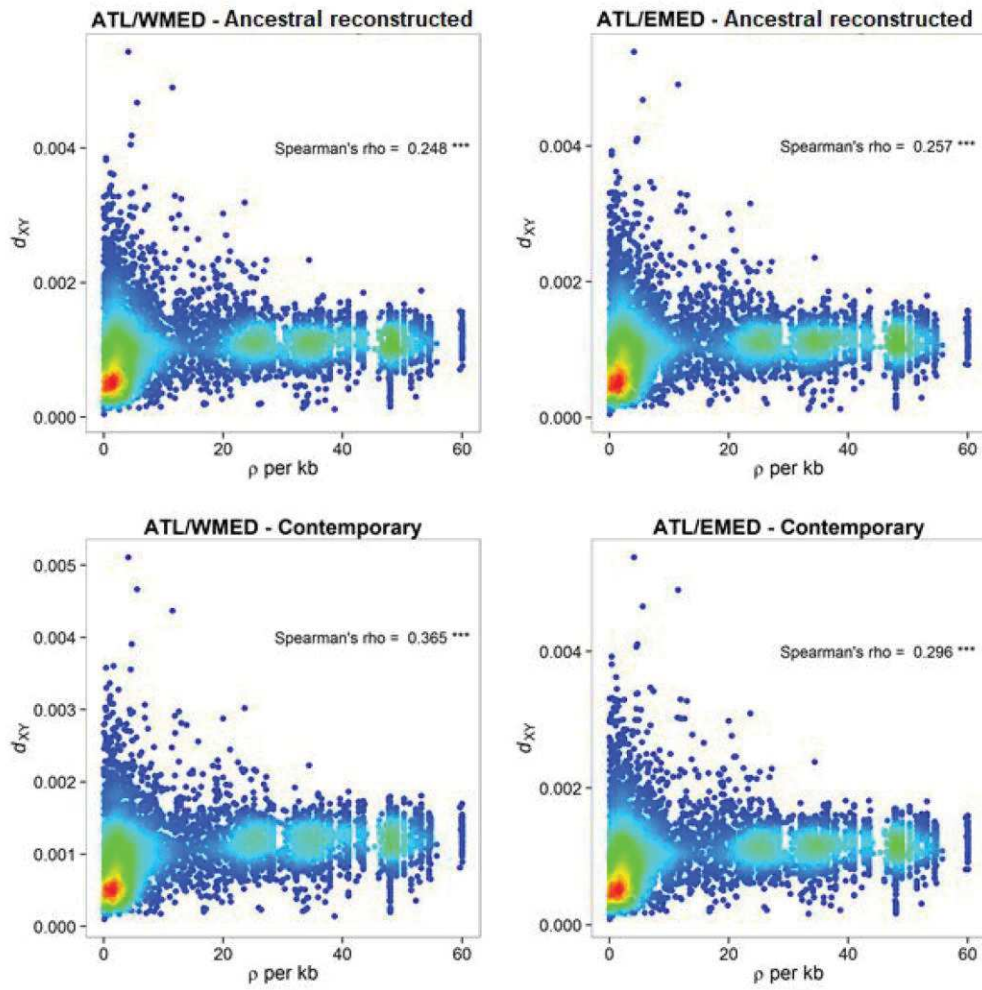 ATL/WMED - Ancestral reconstructed
0.004
0.002
0.000
dXY
Spearman's rho = 0.248 ***
0 20 40 60
ρ per kb
ATL/EMED - Ancestral reconstructed
0.004
0.002
0.000
dXY
Spearman's rho = 0.257 ***
0 20 40 60
ρ per kb
ATL/WMED - Contemporary
0.005
0.004
0.003
0.002
0.001
0.000
dXY
Spearman's rho = 0.365 ***
0 20 40 60
ρ per kb
ATL/EMED - Contemporary
0.004
0.002
0.000
dXY
Spearman's rho = 0.296 ***
0 20 40 60
ρ per kb